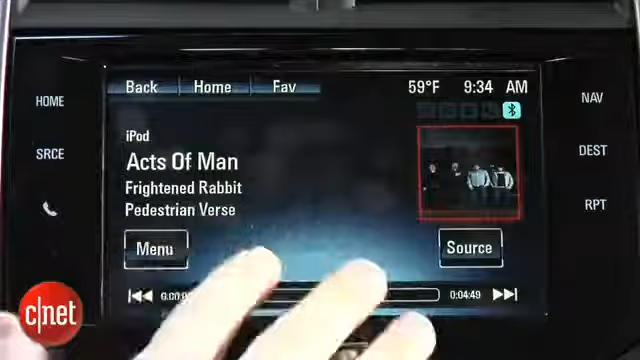 Back Home Fav 59°F 9:34 AM
HOME
NAV
iPod
SRCE
Acts Of Man
DEST
Frightened Rabbit
Pedestrian Verse
RPT
Menu
Source
0:04:49
c|net